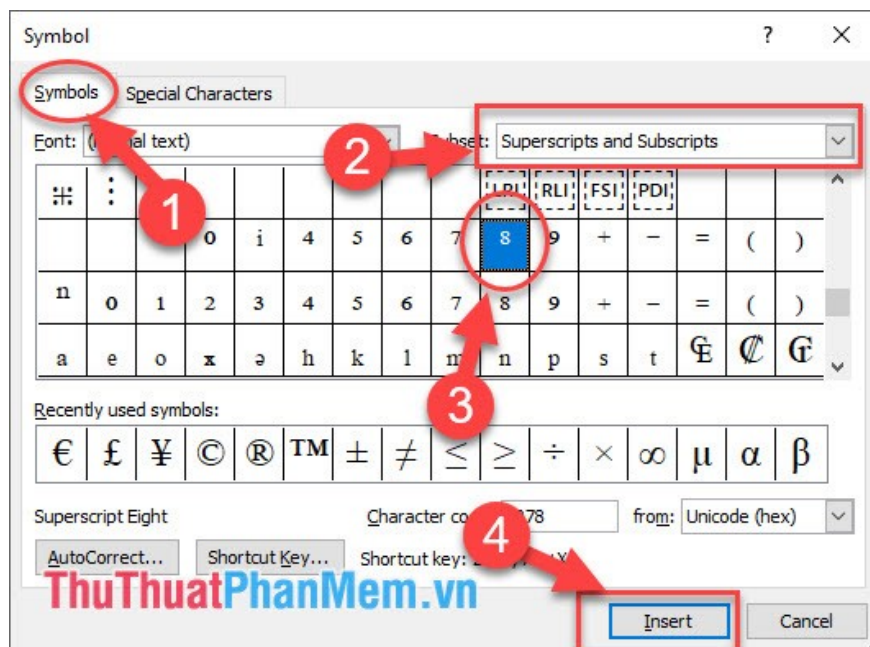 Symbol ? ×
Symbols Special Characters
Font: text) Subset: Superscripts and Subscripts
2
LRI RLI FSI PDI
1
0 i 4 5 6 7 8 9 + − = ( )
n 0 1 2 3 4 5 6 7 8 9 + − = ( )
3
a e o x ə h k l m n p s t ₠ ₡ ₢
Recently used symbols:
€ £ ¥ © ® ™ ± ≠ ≤ ≥ ÷ × ∞ µ α β
Superscript Eight Character 78 from: Unicode (hex)
4
AutoCorrect... Shortcut Key... Shortcut key:
ThuThuatPhanMem.vn
Insert Cancel